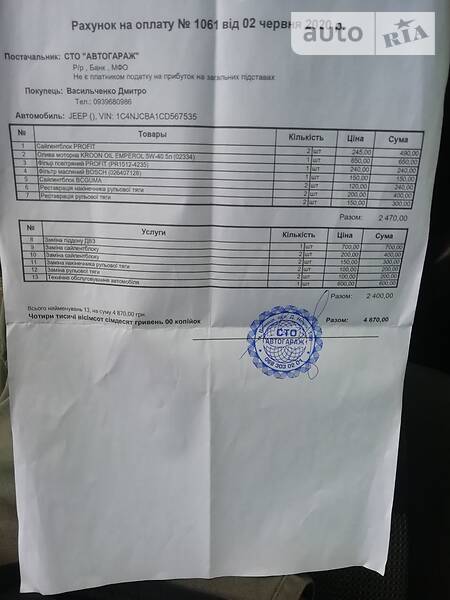 Рахунок на оплату № 1061 від 02 червня 2020 р.
auto RIA
Постачальник: СТО "АВТОГАРАЖ"
Р/р , Банк , МФО
Не є платником податку на прибуток на загальних підставах
Покупець: Васильченко Дмитро
Тел.: 0939680986
Автомобіль: JEEP (), VIN: 1C4NJCBA1CD567535
№ Товары Кількість Ціна Сума
1 Сайлентблок PROFIT 2 шт 245,00 490,00
2 Олива моторна KROON OIL EMPEROL 5W-40 5л (02334) 1 шт 650,00 650,00
3 Фільтр повітряний PROFIT (PR1512-4235) 1 шт 240,00 240,00
4 Фільтр масляний BOSCH (026407128) 1 шт 150,00 150,00
5 Сайлентблок BCGUMA 2 шт 120,00 240,00
6 Реставрація накінечника рульової тяги 2 шт 200,00 400,00
7 Реставрація рульової тяги 2 шт 150,00 300,00
Разом: 2 470,00
№ Услуги Кількість Ціна Сума
8 Заміна піддону ДВЗ 1 шт 700,00 700,00
9 Заміна сайлентблоку 2 шт 200,00 400,00
10 Заміна сайлентблоку 2 шт 150,00 300,00
11 Заміна накінечника рульової тяги 2 шт 100,00 200,00
12 Заміна рульової тяги 2 шт 100,00 200,00
13 Технічне обслуговування автомобіля 1 шт 600,00 600,00
Разом: 2 400,00
Всього найменувань 13, на суму 4 870,00 грн.
Чотири тисячі вісімсот сімдесят гривень 00 копійок
Разом: 4 870,00
СТО
"АВТОГАРАЖ"